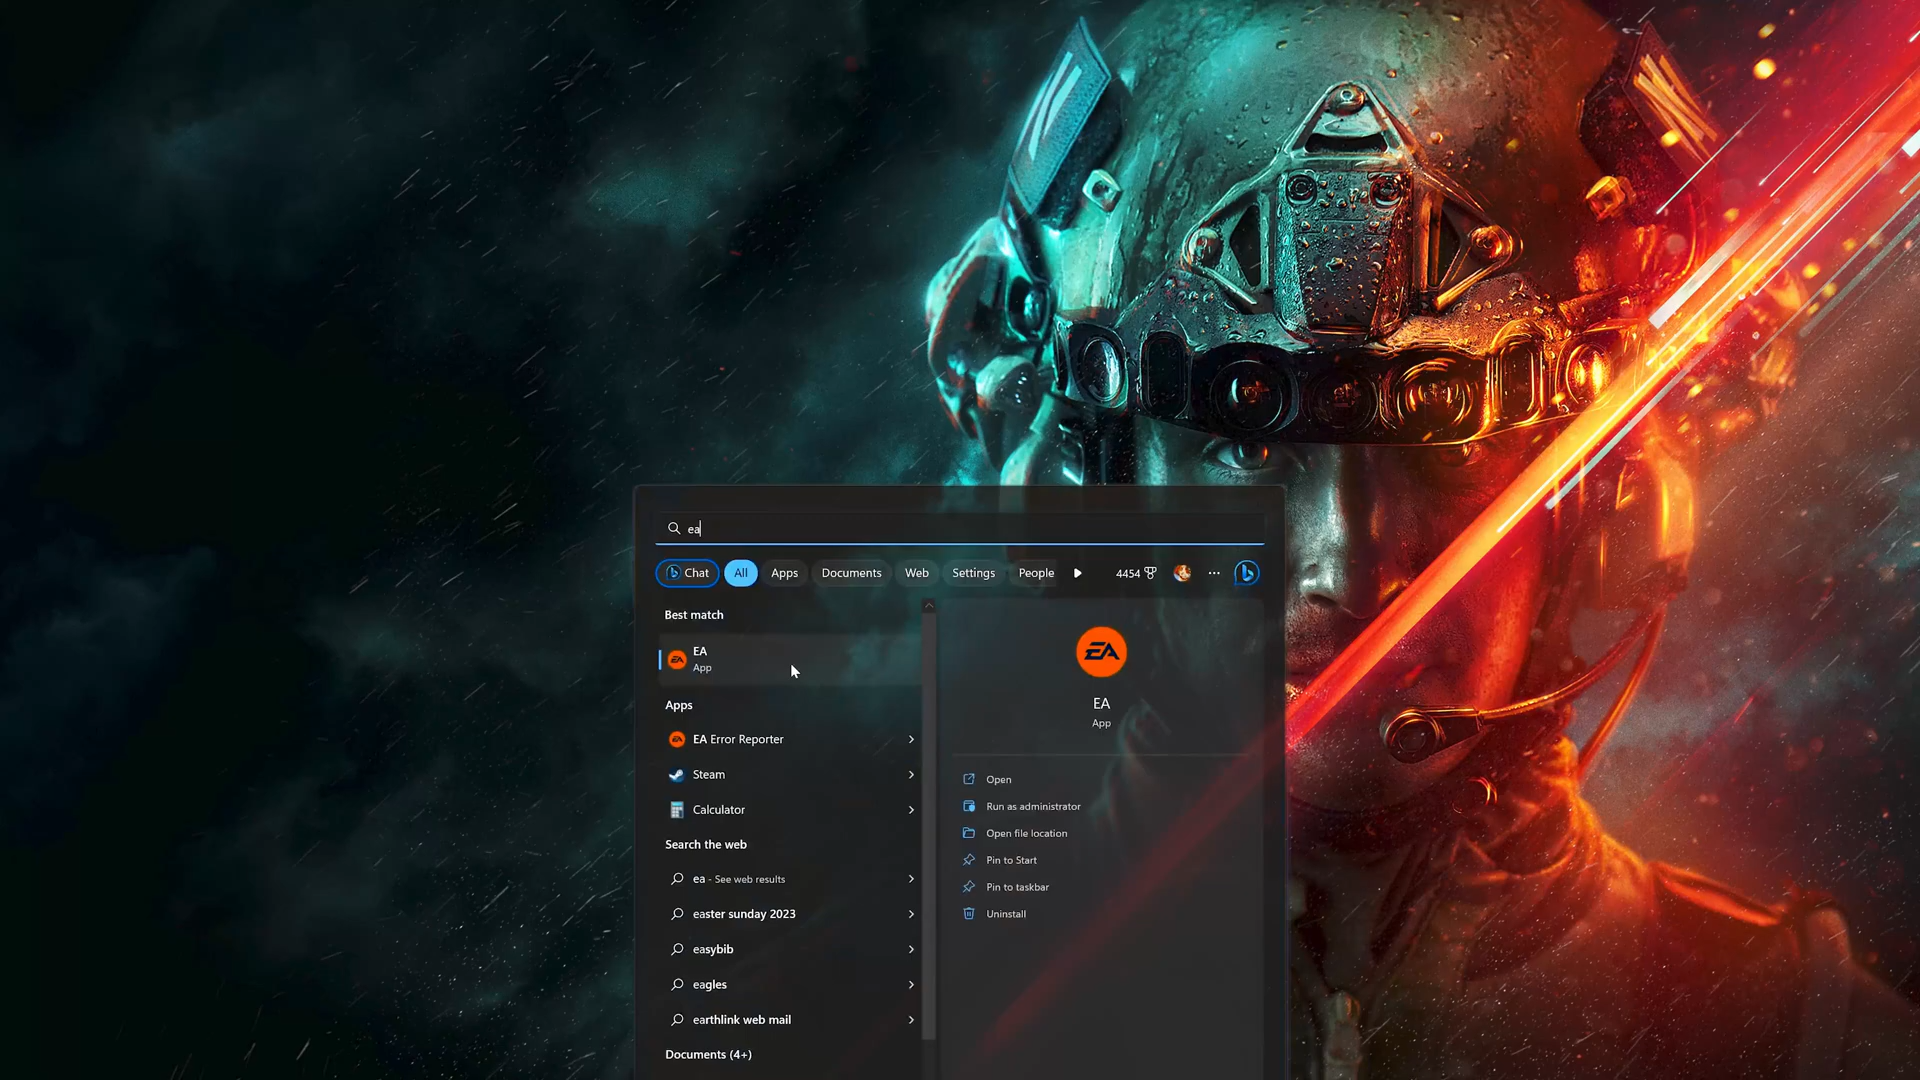 ea
Chat
All
Apps
Documents
Web
Settings
People
4454
Best match
EA
App
Apps
EA Error Reporter
Steam
Calculator
Search the web
ea - See web results
easter sunday 2023
easybib
eagles
earthlink web mail
Documents (4+)
EA
EA
App
Open
Run as administrator
Open file location
Pin to Start
Pin to taskbar
Uninstall